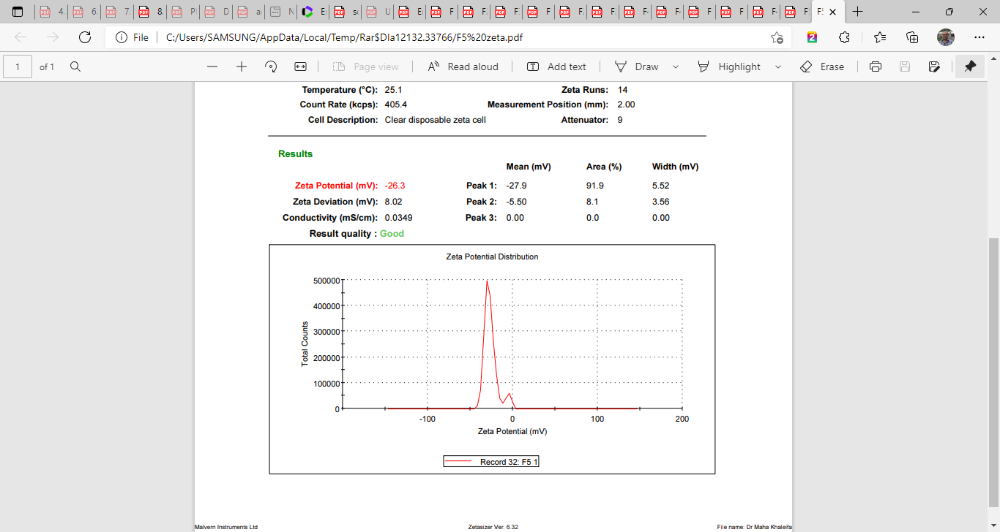 4.
6.
7.
8.
P
D
a
N
E
s
U
E
F
F.
F.
F
F.
F.
F-
F-
F
F
F-
F
F5
File
C:/Users/SAMSUNG/AppData/Local/Temp/Rar$DIa12132.33766/F5%20zeta.pdf
2
1 of 1 Page view Read aloud Add text Draw Highlight Erase
Temperature (°C): 25.1 Zeta Runs: 14
Count Rate (kcps): 405.4 Measurement Position (mm): 2.00
Cell Description: Clear disposable zeta cell Attenuator: 9
Results
Mean (mV) Area (%) Width (mV)
Zeta Potential (mV): -26.3 Peak 1: -27.9 91.9 5.52
Zeta Deviation (mV): 8.02 Peak 2: -5.50 8.1 3.56
Conductivity (mS/cm): 0.0349 Peak 3: 0.00 0.0 0.00
Result quality : Good
Zeta Potential Distribution
500000
400000
300000
200000
100000
0
Total Counts
-100 0 100 200
Zeta Potential (mV)
Record 32: F5 1
Malvern Instruments Ltd Zetasizer Ver. 6.32 File name: Dr Maha Khaleifa